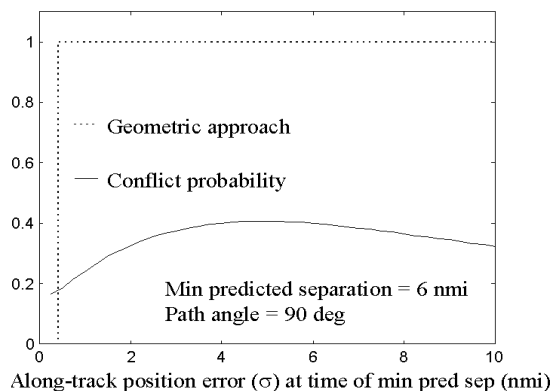 1
0.8
0.6
0.4
0.2
0
Geometric approach
Conflict probability
Min predicted separation = 6 nmi
Path angle = 90 deg
0 2 4 6 8 10
Along-track position error (σ) at time of min pred sep (nmi)